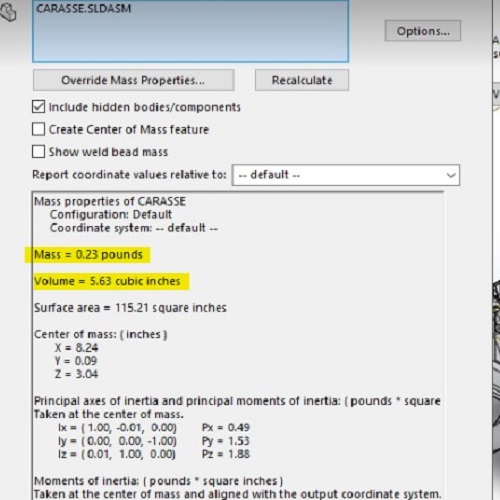 CARASSE.SLDASM
Options...
Override Mass Properties...
Recalculate
Include hidden bodies/components
Create Center of Mass feature
Show weld bead mass
Report coordinate values relative to: -- default --
Mass properties of CARASSE
Configuration: Default
Coordinate system: -- default --
Mass = 0.23 pounds
Volume = 5.63 cubic inches
Surface area = 115.21 square inches
Center of mass: ( inches )
X = 8.24
Y = 0.09
Z = 3.04
Principal axes of inertia and principal moments of inertia: ( pounds * square
Taken at the center of mass.
Ix = ( 1.00, -0.01, 0.00) Px = 0.49
Iy = ( 0.00, 0.00, -1.00) Py = 1.53
Iz = ( 0.01, 1.00, 0.00) Pz = 1.88
Moments of inertia: ( pounds * square inches )
Taken at the center of mass and aligned with the output coordinate system.